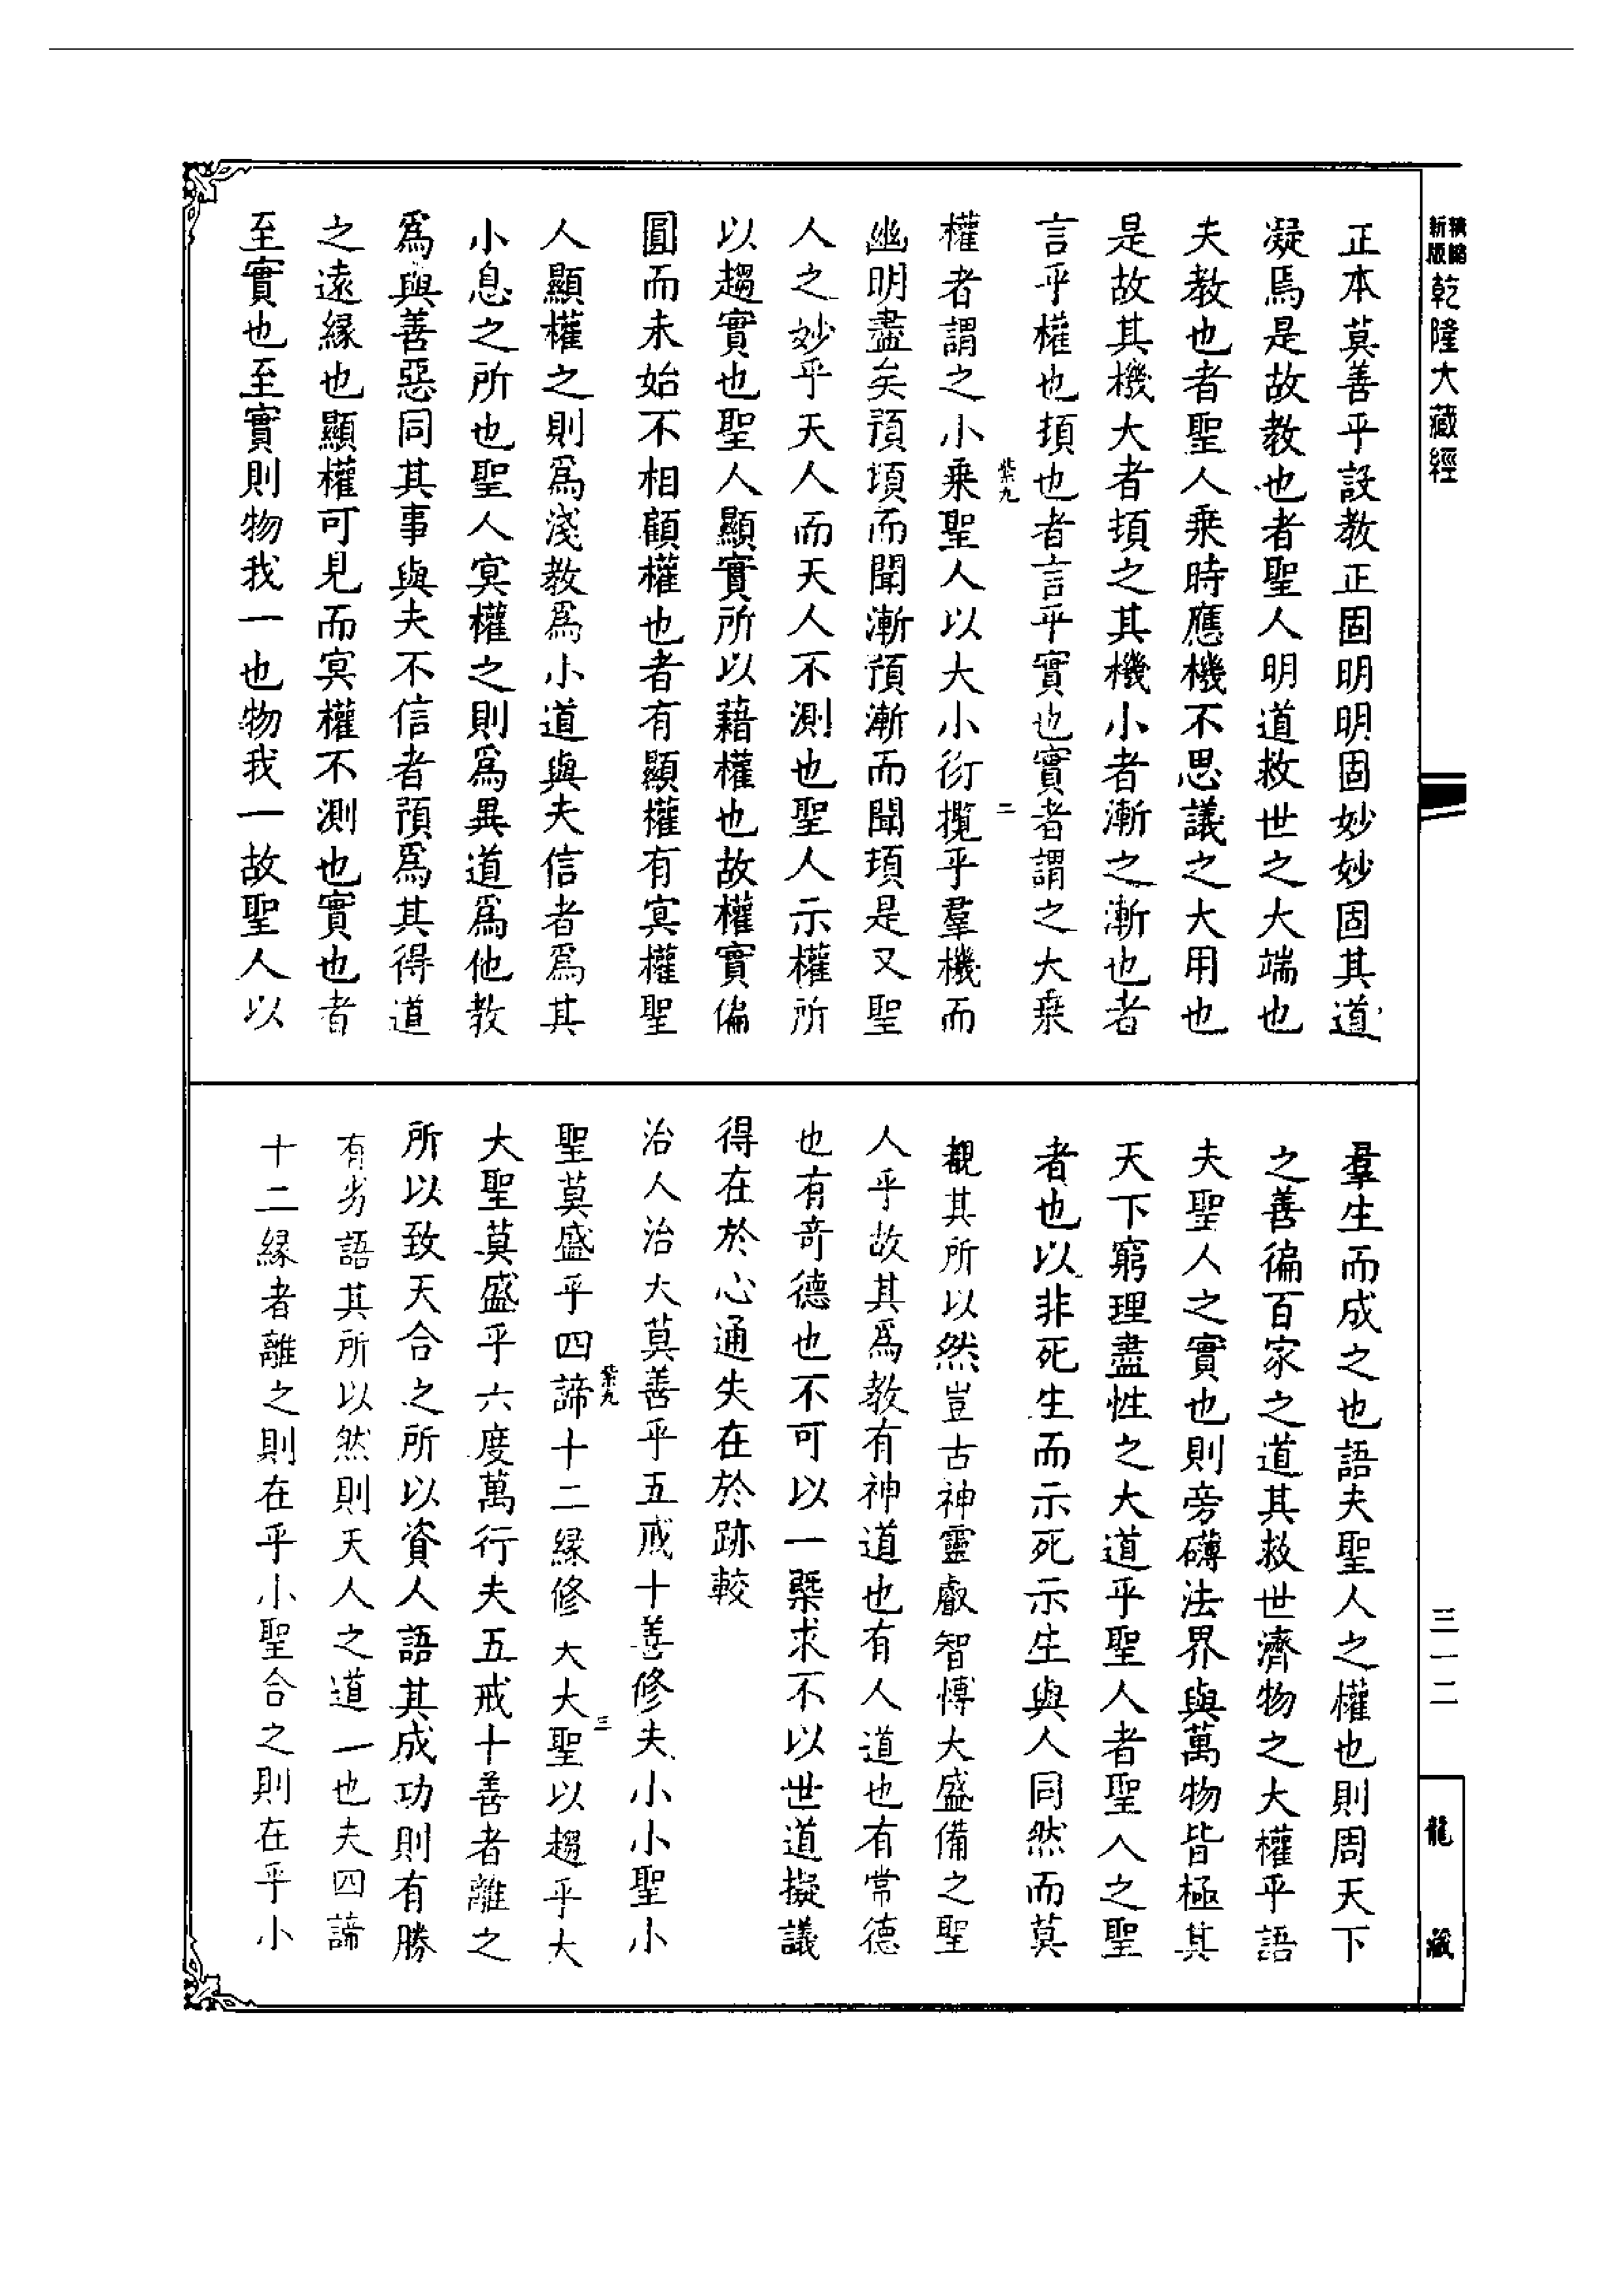 新版
精縮
乾隆大藏經
正本莫善乎設教正固明明固妙妙固其道
凝焉是故教也者聖人明道救世之大端也
夫教也者聖人乗時應機不思議之大用也
是故其機大者頓之其機小者漸之漸也者
言乎權也頓也者言乎實也實者謂之大乗
紫九
二
權者謂之小乗聖人以大小衍攬乎羣機而
幽明盡矣預頓而聞漸預漸而聞頓是又聖
人之妙乎天人而天人不測也聖人示權所
以趨實也聖人顯實所以藉權也故權實偏
圓而未始不相顧權也者有顯權有冥權聖
人顯權之則爲淺教爲小道與夫信者爲其
小息之所也聖人冥權之則爲異道爲他教
爲與善惡同其事與夫不信者預爲其得道
之遠緣也顯權可見而冥權不測也實也者
至實也至實則物我一也物我一故聖人以
羣生而成之也語夫聖人之權也則周天下
之善徧百家之道其救世濟物之大權乎語
夫聖人之實也則旁礴法界與萬物皆極其
天下窮理盡性之大道乎聖人者聖人之聖
者也以非死生而示死示生與人同然而莫
覩其所以然豈古神靈叡智博大盛備之聖
人乎故其爲教有神道也有人道也有常德
也有竒德也不可以一槩求不以世道擬議
得在於心通失在於跡較
治人治大莫善乎五戒十善修夫小小聖小
紫九
三
聖莫盛乎四諦十二緣修大大聖以趨乎大
大聖莫盛乎六度萬行夫五戒十善者離之
所以致天合之所以資人語其成功則有勝
有劣語其所以然則天人之道一也夫四諦
十二緣者離之則在乎小聖合之則在乎小
三一二
龍藏